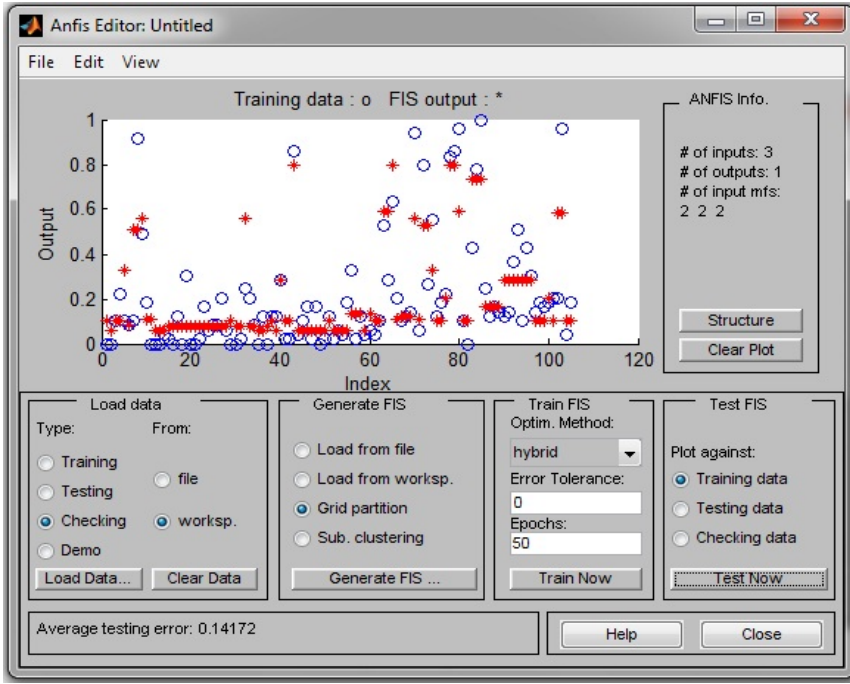 Anfis Editor: Untitled
File Edit View
Training data : o   FIS output : *
1
0.8
0.6
0.4
0.2
0
Output
0 20 40 60 80 100 120
Index
ANFIS Info.
# of inputs: 3
# of outputs: 1
# of input mfs:
2 2 2
Structure
Clear Plot
Load data
Type: From:
Training
file
Testing
Checking
worksp.
Demo
Load Data... Clear Data
Generate FIS
Load from file
Load from worksp.
Grid partition
Sub. clustering
Generate FIS ...
Train FIS
Optim. Method:
hybrid
Error Tolerance:
0
Epochs:
50
Train Now
Test FIS
Plot against:
Training data
Testing data
Checking data
Test Now
Average testing error: 0.14172
Help Close